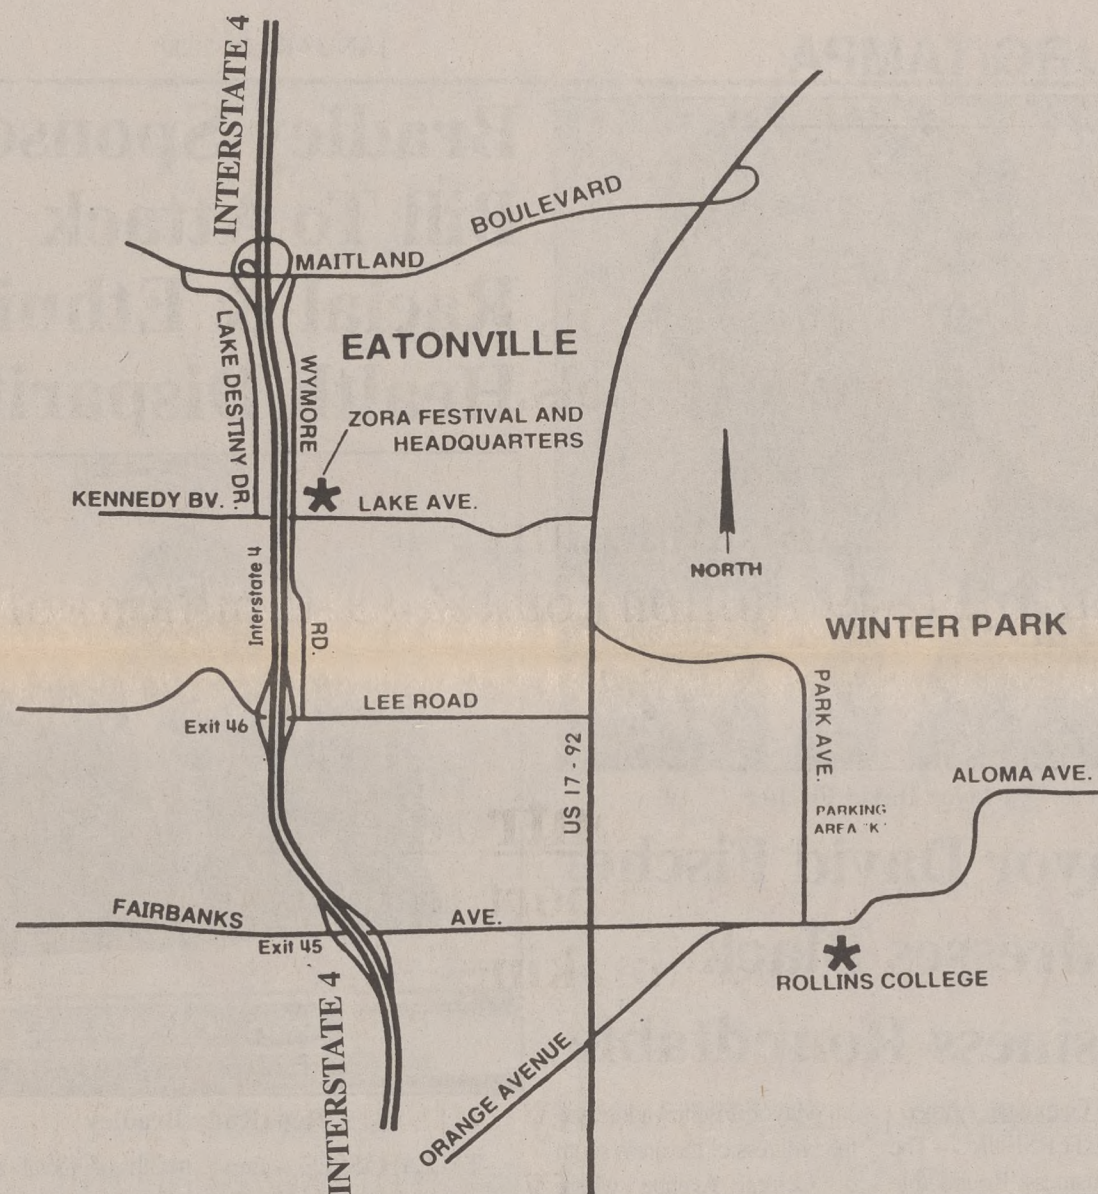 INTERSTATE 4
BOULEVARD
MAITLAND
LAKE DESTINY DR.
WYMORE
EATONVILLE
ZORA FESTIVAL AND
HEADQUARTERS
KENNEDY BV.
LAKE AVE.
NORTH
Interstate 4
RD.
WINTER PARK
LEE ROAD
Exit 46
PARK AVE.
US 17 - 92
ALOMA AVE.
PARKING
AREA "K"
FAIRBANKS
AVE.
Exit 45
ROLLINS COLLEGE
INTERSTATE 4
ORANGE AVENUE